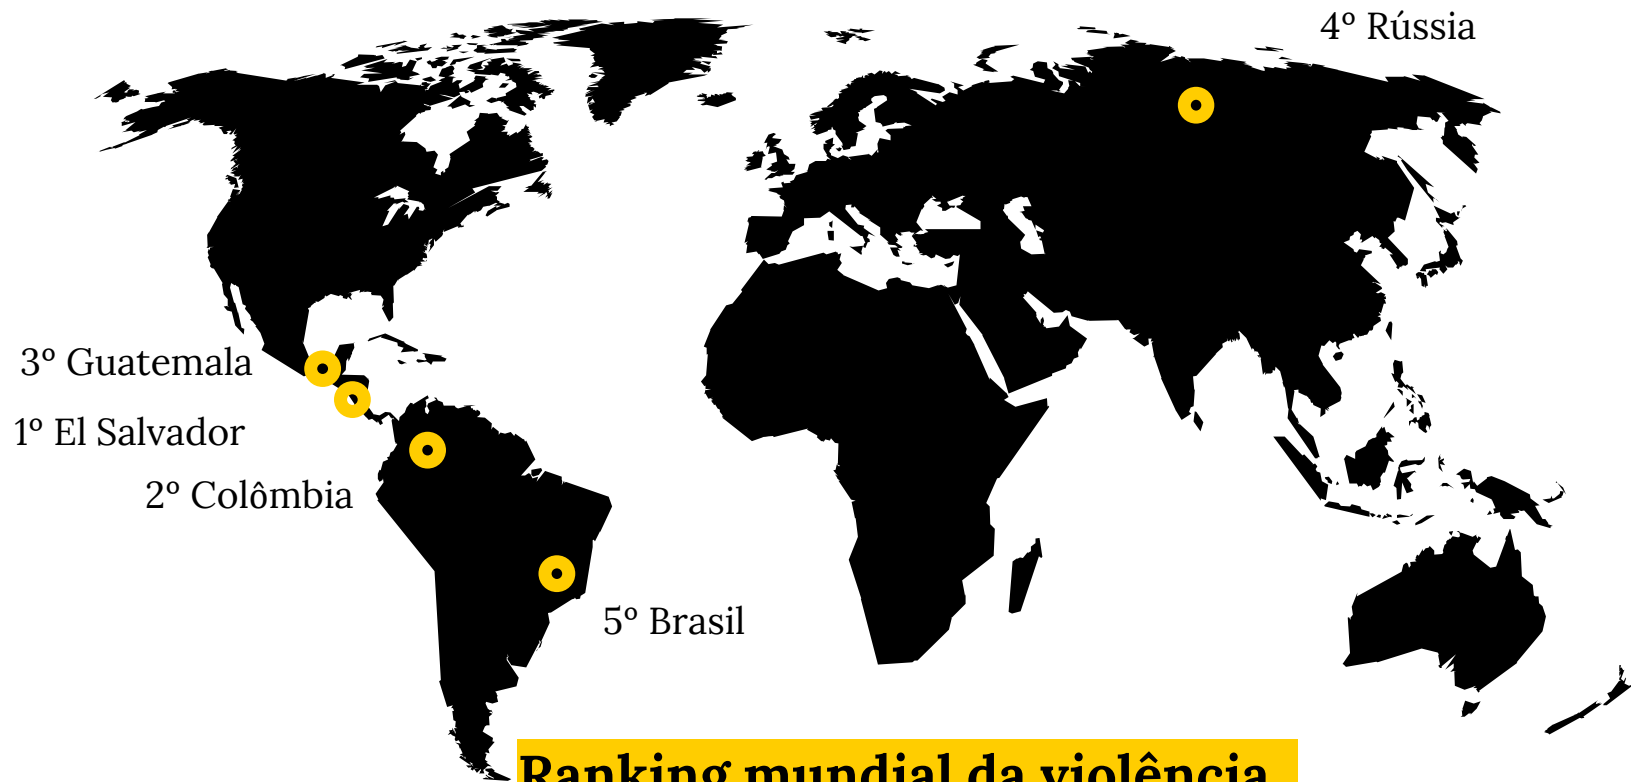 4º Rússia
3º Guatemala
1º El Salvador
2º Colômbia
5º Brasil
Ranking mundial da violência